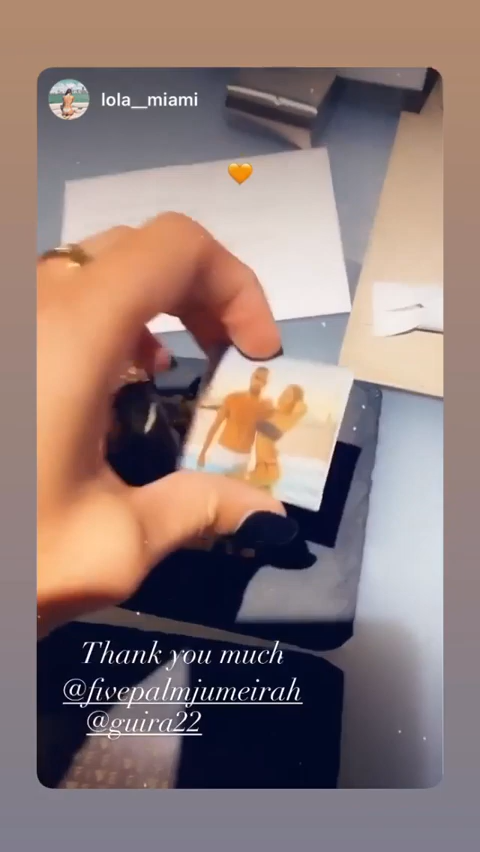 lola__miami
🧡
Thank you much
@fivepalmjumeirah
@guira22